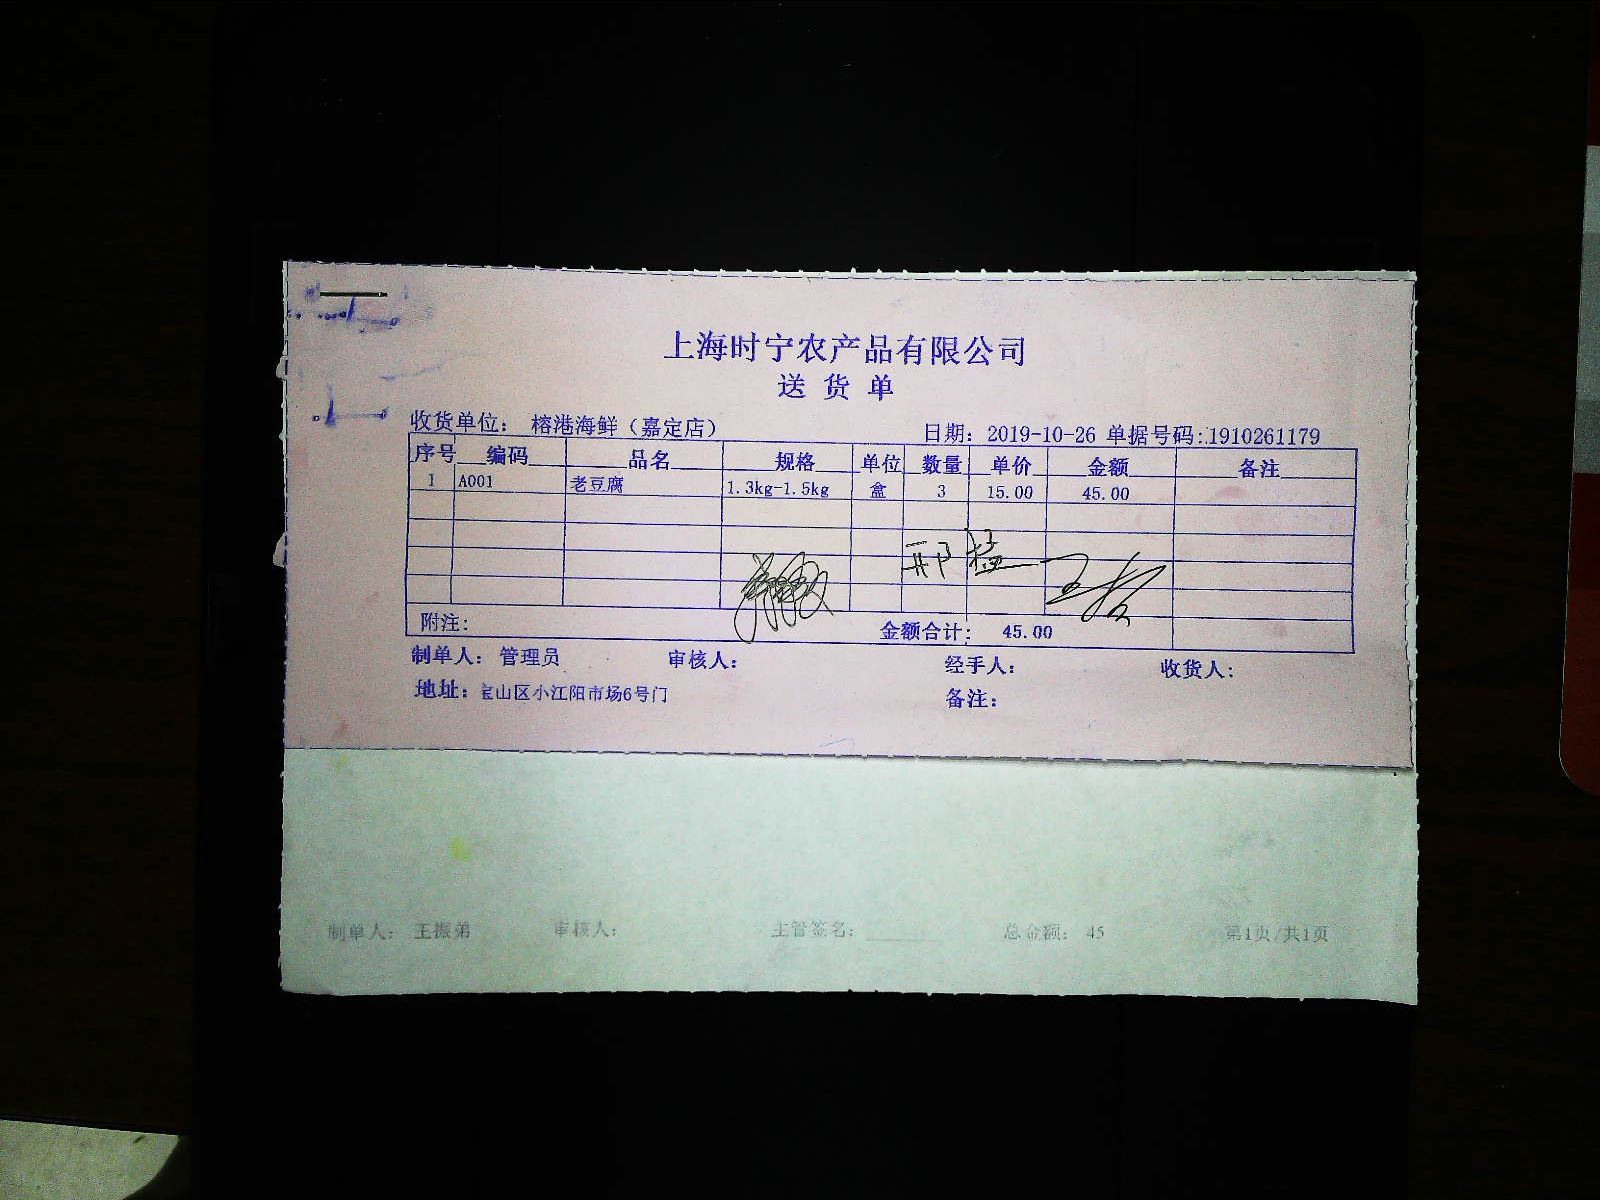 上海时宁农产品有限公司
送货单
收货单位： 榕港海鲜（嘉定店） 日期：2019-10-26 单据号码:1910261179
序号 编码 品名 规格 单位 数量 单价 金额 备注
1 A001 老豆腐 1.3kg-1.5kg 盒 3 15.00 45.00
附注： 金额合计： 45.00
制单人： 管理员 审核人： 经手人： 收货人：
地址：宝山区小江阳市场6号门 备注：
制单人： 王振弟 审核人： 主管签名： 总金额： 45 第1页/共1页